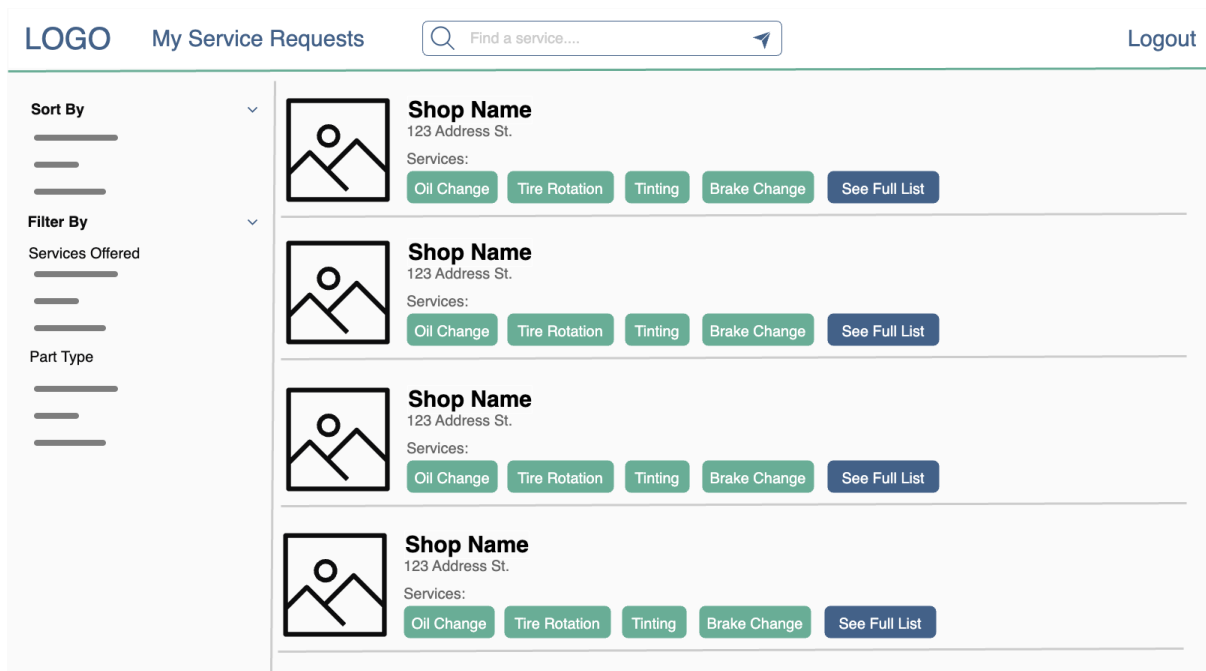 LOGO
My Service Requests
Find a service....
Logout
Sort By
Filter By
Services Offered
Part Type
Shop Name
123 Address St.
Services:
Oil Change Tire Rotation Tinting Brake Change See Full List
Shop Name
123 Address St.
Services:
Oil Change Tire Rotation Tinting Brake Change See Full List
Shop Name
123 Address St.
Services:
Oil Change Tire Rotation Tinting Brake Change See Full List
Shop Name
123 Address St.
Services:
Oil Change Tire Rotation Tinting Brake Change See Full List